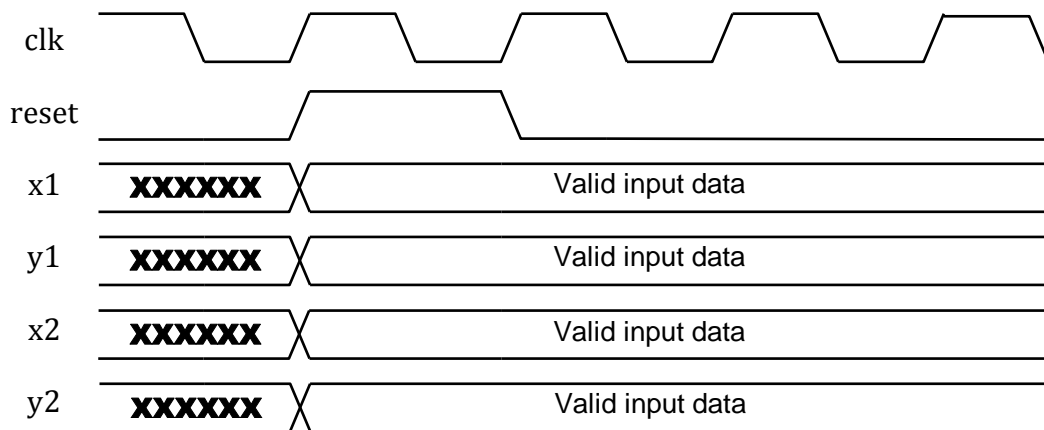 clk
reset
x1 XXXXXX Valid input data
y1 XXXXXX Valid input data
x2 XXXXXX Valid input data
y2 XXXXXX Valid input data